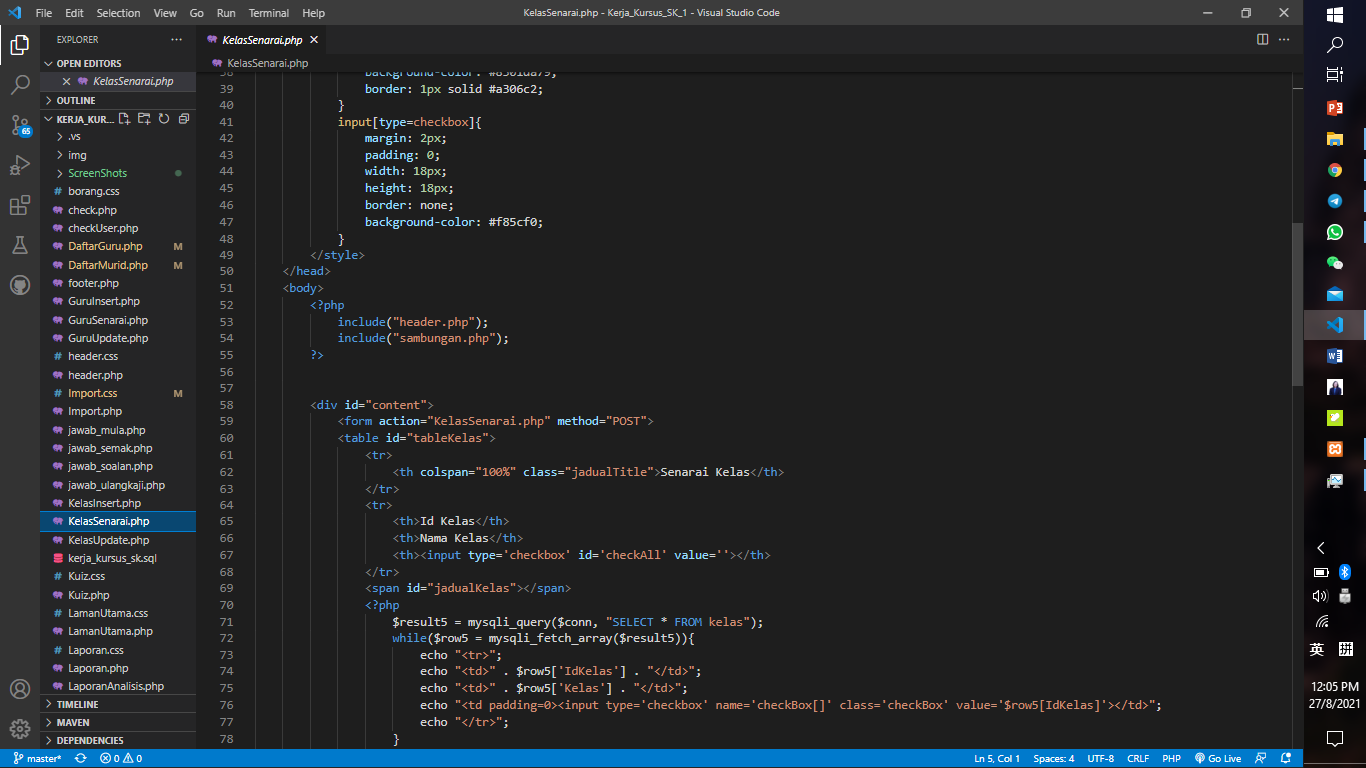 File Edit Selection View Go Run Terminal Help KelasSenarai.php - Kerja_Kursus_SK_1 - Visual Studio Code
EXPLORER
OPEN EDITORS
KelasSenarai.php
OUTLINE
KERJA_KUR...
65
.vs
img
ScreenShots
borang.css
check.php
checkUser.php
DaftarGuru.php M
DaftarMurid.php M
footer.php
GuruInsert.php
GuruSenarai.php
GuruUpdate.php
header.css
header.php
Import.css M
Import.php
jawab_mula.php
jawab_semak.php
jawab_soalan.php
jawab_ulangkaji.php
KelasInsert.php
KelasSenarai.php
KelasUpdate.php
kerja_kursus_sk.sql
Kuiz.css
Kuiz.php
LamanUtama.css
LamanUtama.php
Laporan.css
Laporan.php
LaporanAnalisis.php
TIMELINE
MAVEN
DEPENDENCIES
KelasSenarai.php
KelasSenarai.php
38 background-color: #8301da79;
39 border: 1px solid #a306c2;
40 }
41 input[type=checkbox]{
42 margin: 2px;
43 padding: 0;
44 width: 18px;
45 height: 18px;
46 border: none;
47 background-color: #f85cf0;
48 }
49 </style>
50 </head>
51 <body>
52 <?php
53 include("header.php");
54 include("sambungan.php");
55 ?>
56
57
58 <div id="content">
59 <form action="KelasSenarai.php" method="POST">
60 <table id="tableKelas">
61 <tr>
62 <th colspan="100%" class="jadualTitle">Senarai Kelas</th>
63 </tr>
64 <tr>
65 <th>Id Kelas</th>
66 <th>Nama Kelas</th>
67 <th><input type='checkbox' id='checkAll' value=''></th>
68 </tr>
69 <span id="jadualKelas"></span>
70 <?php
71 $result5 = mysqli_query($conn, "SELECT * FROM kelas");
72 while($row5 = mysqli_fetch_array($result5)){
73 echo "<tr>";
74 echo "<td>" . $row5['IdKelas'] . "</td>";
75 echo "<td>" . $row5['Kelas'] . "</td>";
76 echo "<td padding=0><input type='checkbox' name='checkBox[]' class='checkBox' value='$row5[IdKelas]'></td>";
77 echo "</tr>";
78 }
master* 0 0 Ln 5, Col 1 Spaces: 4 UTF-8 CRLF PHP Go Live
英 拼
12:05 PM
27/8/2021